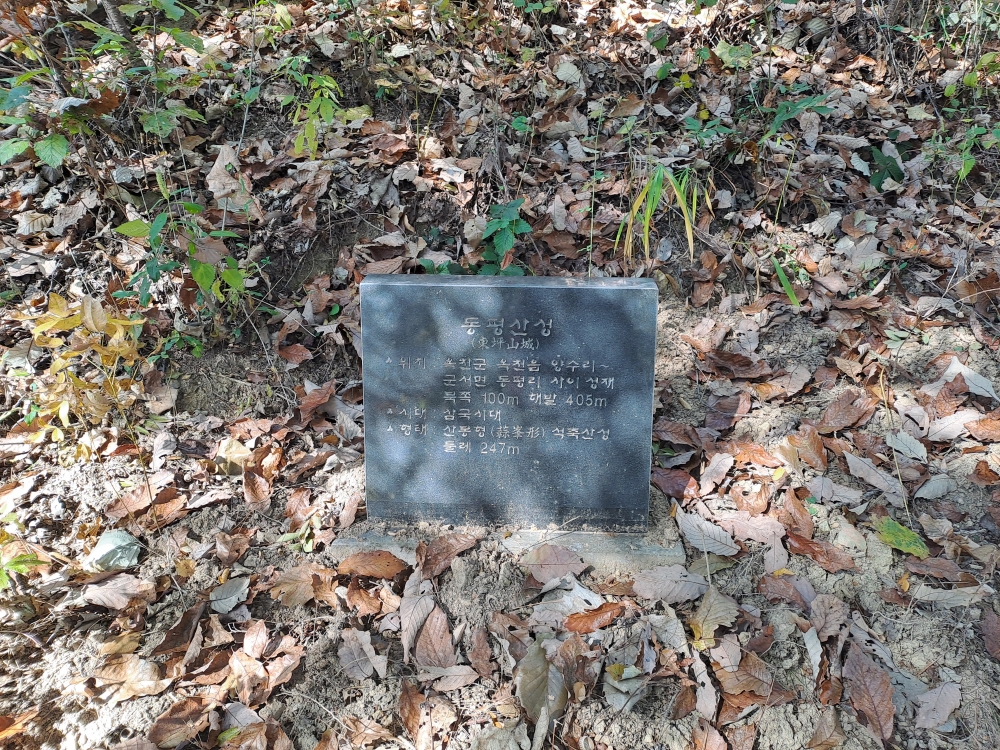 동평산성
(東坪山城)
▵위치 옥천군 옥천읍 양수리~
군서면 동평리 사이 성재
북쪽 100m 해발 405m
▵시대 삼국시대
▵형태 산봉형(蒜峯形) 석축산성
둘레 247m